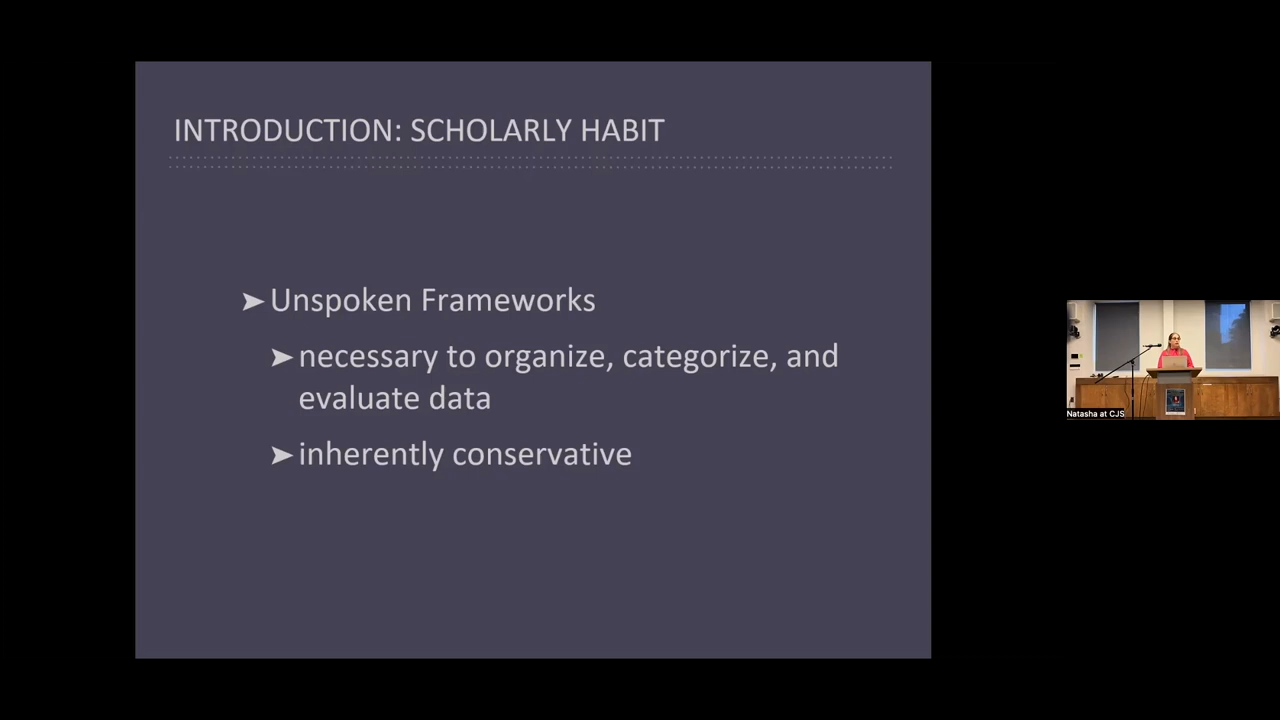 INTRODUCTION: SCHOLARLY HABIT
➤Unspoken Frameworks
➤necessary to organize, categorize, and
evaluate data
➤inherently conservative
Natasha at CJS